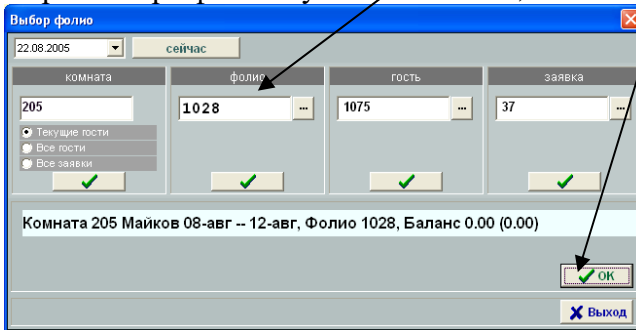 Выбор фолио
22.08.2005 сейчас
комната фолио гость заявка
205 1028 ... 1075 ... 37 ...
Текущие гости
Все гости
Все заявки
Комната 205 Майков 08-авг -- 12-авг, Фолио 1028, Баланс 0.00 (0.00)
OK
Выход